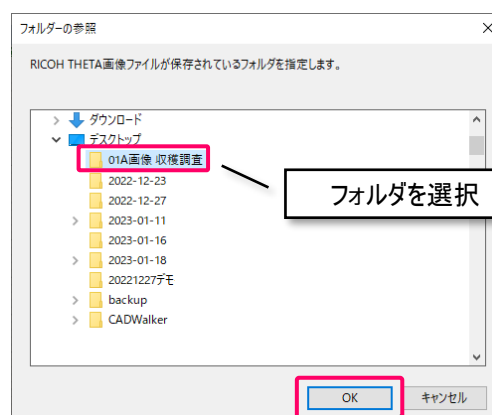 フォルダーの参照
RICOH THETA画像ファイルが保存されているフォルダを指定します。
ダウンロード
デスクトップ
01A画像 収穫調査
2022-12-23
2022-12-27
フォルダを選択
2023-01-11
2023-01-16
2023-01-18
20221227デモ
backup
CADWalker
OK キャンセル